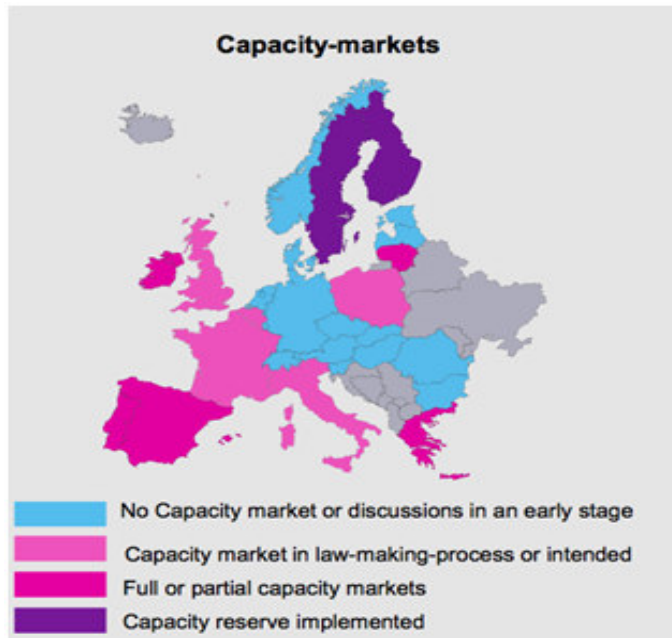 Capacity-markets
No Capacity market or discussions in an early stage
Capacity market in law-making-process or intended
Full or partial capacity markets
Capacity reserve implemented